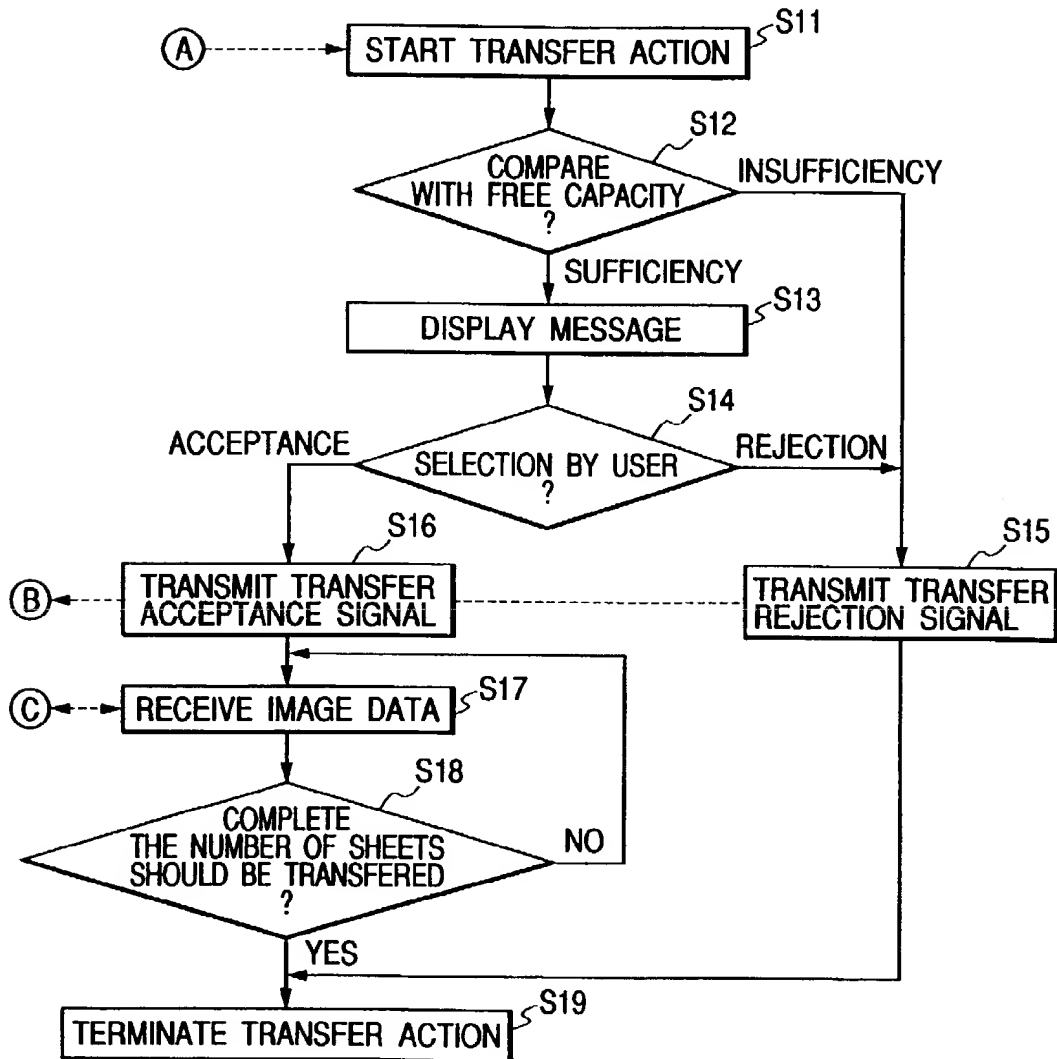 S11
A
START TRANSFER ACTION
S12
COMPARE
WITH FREE CAPACITY
?
INSUFFICIENCY
SUFFICIENCY
S13
DISPLAY MESSAGE
S14
ACCEPTANCE
SELECTION BY USER
?
REJECTION
S16
S15
B
TRANSMIT TRANSFER
ACCEPTANCE SIGNAL
TRANSMIT TRANSFER
REJECTION SIGNAL
S17
C
RECEIVE IMAGE DATA
S18
COMPLETE
THE NUMBER OF SHEETS
SHOULD BE TRANSFERED
?
NO
YES
S19
TERMINATE TRANSFER ACTION